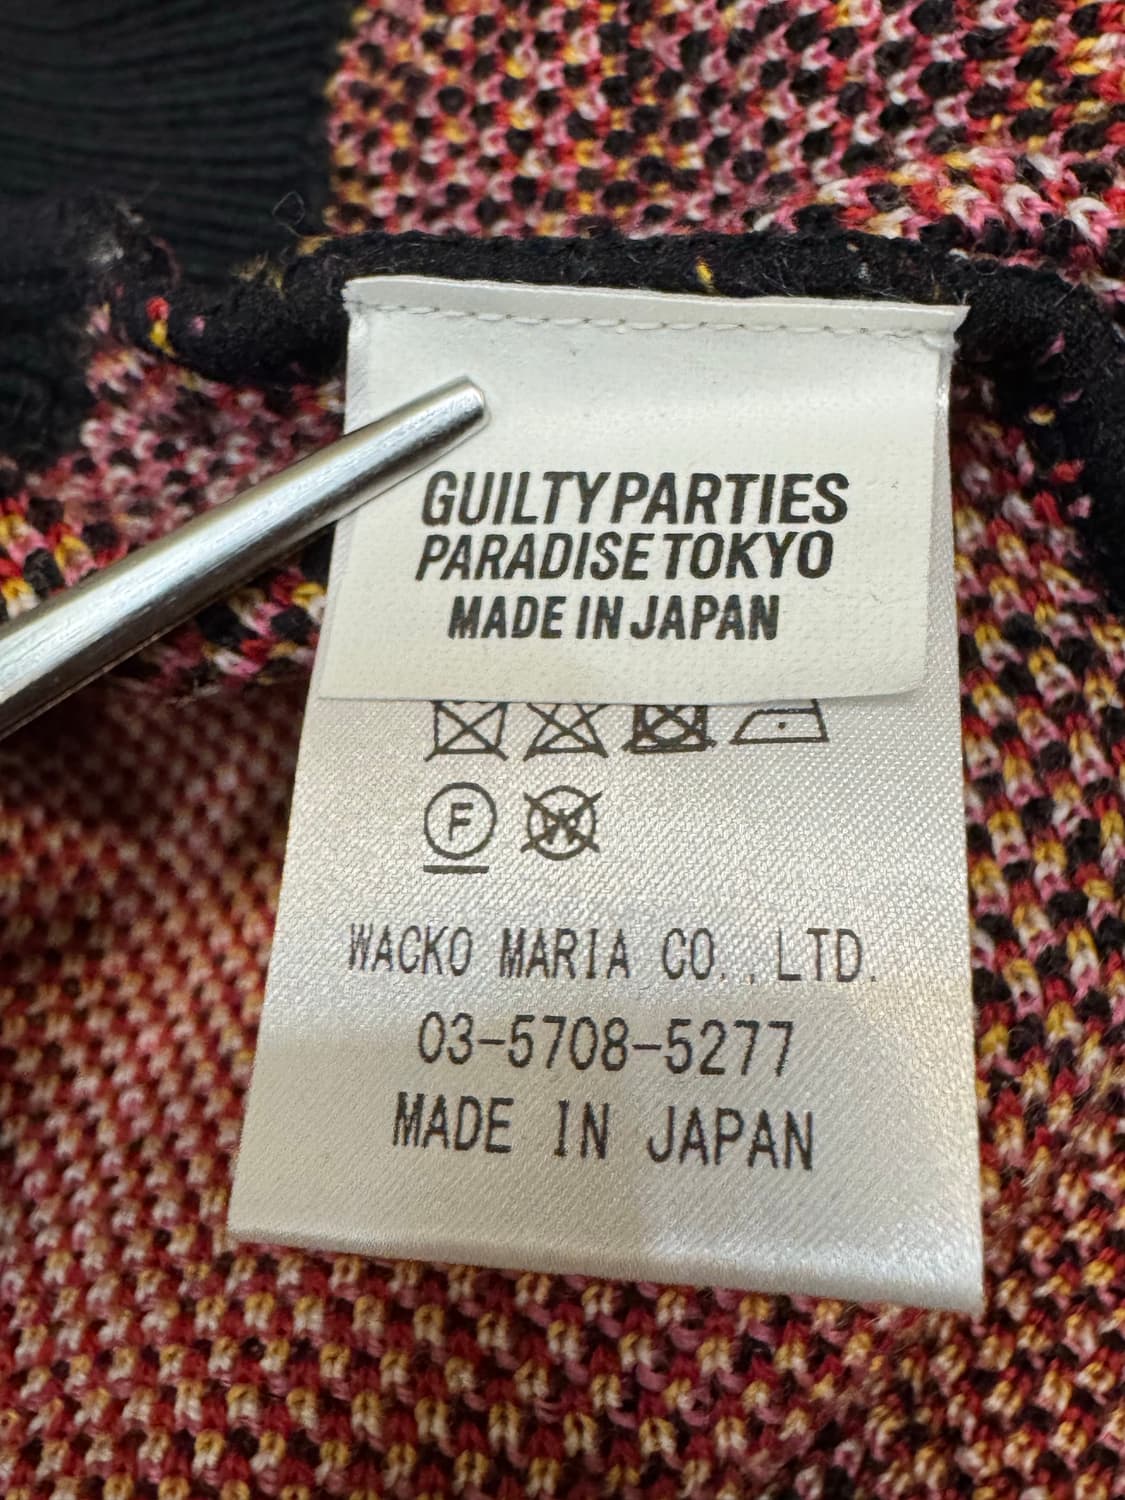 GUILTY PARTIES
PARADISE TOKYO
MADE IN JAPAN
F
W
WACKO MARIA CO.,LTD.
03-5708-5277
MADE IN JAPAN